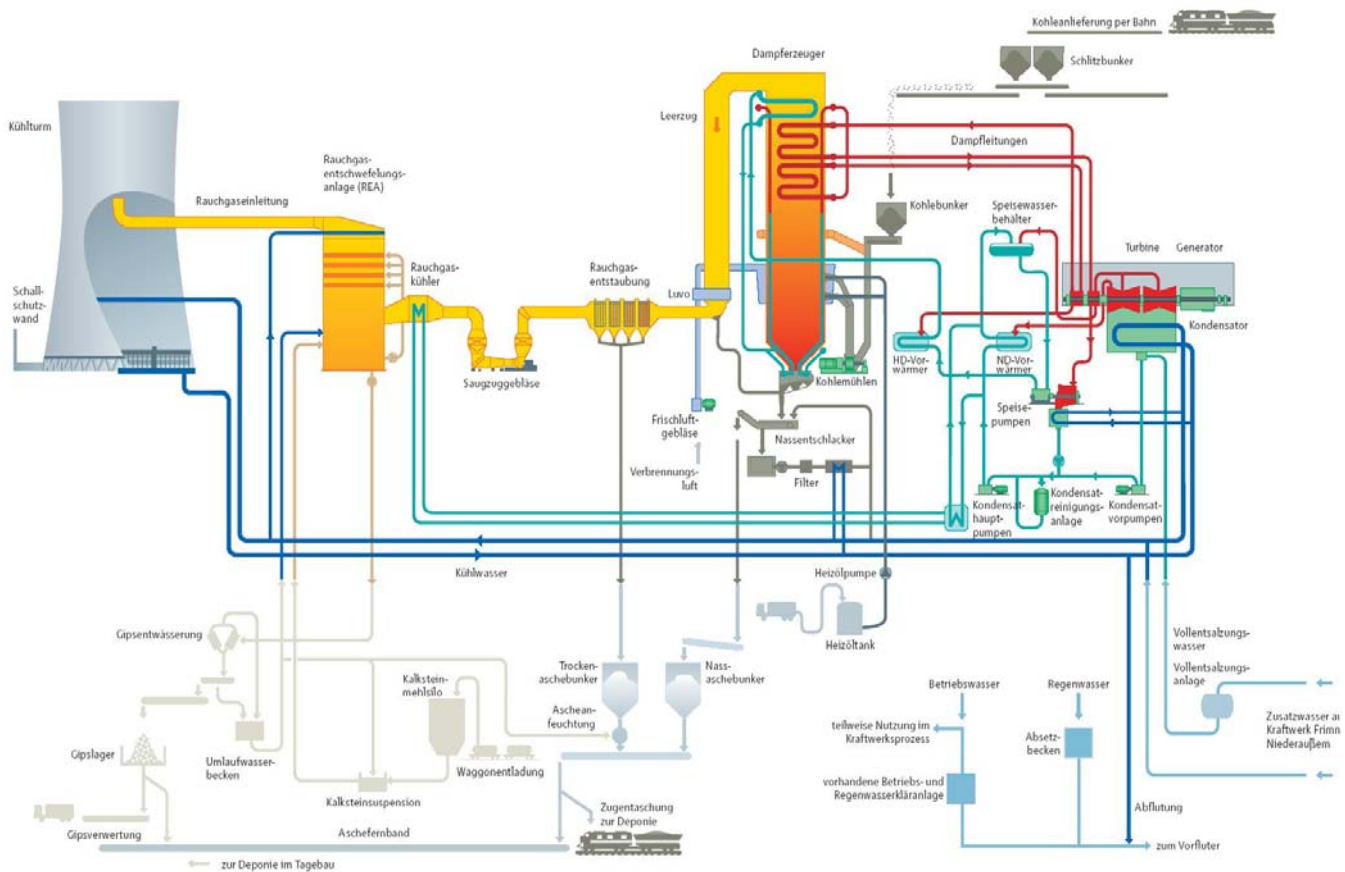 Kohleanlieferung per Bahn
Dampferzeuger
Schlitzbunker
Kühlturm
Leerzug
Dampfleitungen
Rauchgas-
entschwefelungs-
anlage (REA)
Rauchgaseinleitung
Kohlebunker
Speisewasser-
behälter
Turbine
Generator
Rauchgas-
kühler
Rauchgas-
entstaubung
Luvo
Schall-
schutz-
wand
Kondensator
HD-Vor-
wärmer
ND-Vor-
wärmer
Saugzuggebläse
Kohlemühlen
Speise-
pumpen
Frischluft-
gebläse
Nassentschlacker
Verbrennungs-
luft
Filter
Kondensat-
haupt-
pumpen
Kondensat-
reinigungs-
anlage
Kondensat-
vorpumpen
Kühlwasser
Heizölpumpe
Gipsentwässerung
Heizöltank
Vollentsalzungs-
wasser
Vollentsalzungs-
anlage
Trocken-
aschebunker
Nass-
aschebunker
Kalkstein-
mehlsilo
Betriebswasser
Regenwasser
Aschean-
feuchtung
teilweise Nutzung im
Kraftwerksprozess
Absetz-
becken
Zusatzwasser
Kraftwerk
Niederaußem
Gipslager
Umlaufwasser-
becken
Waggonentladung
vorhandene Betriebs- und
Regenwasserkläranlage
Kalksteinsuspension
Zugentaschung
zur Deponie
Abflutung
Gipsverwertung
Aschefernband
zum Vorfluter
zur Deponie im Tagebau